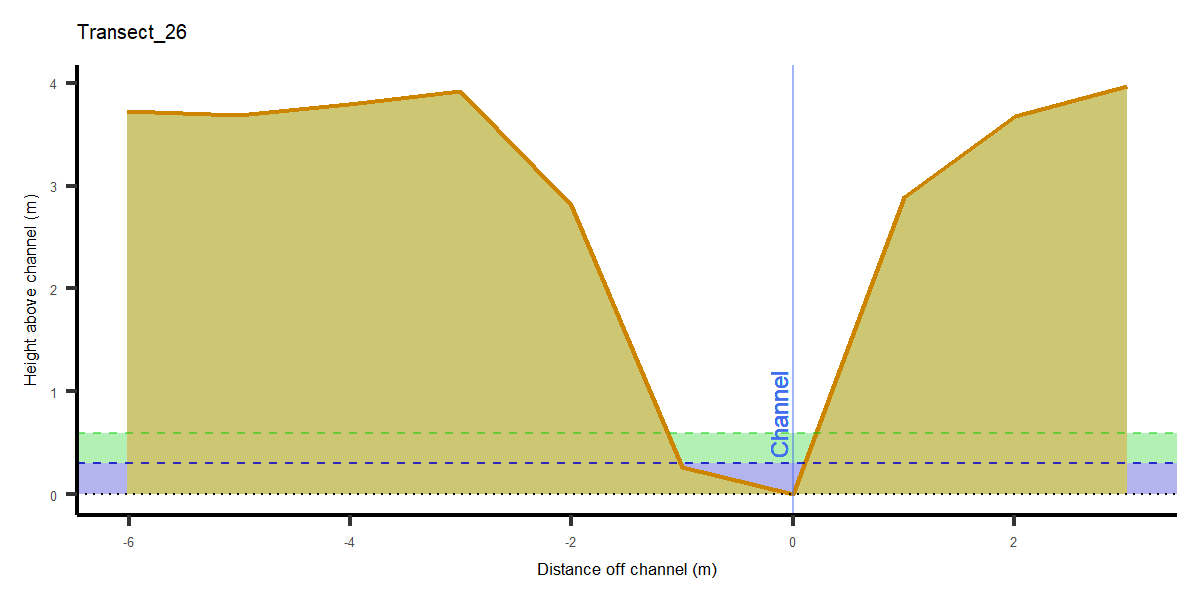 Transect_26
Height above channel (m)
4
3
2
1
0
Channel
-6
-4
-2
0
2
Distance off channel (m)